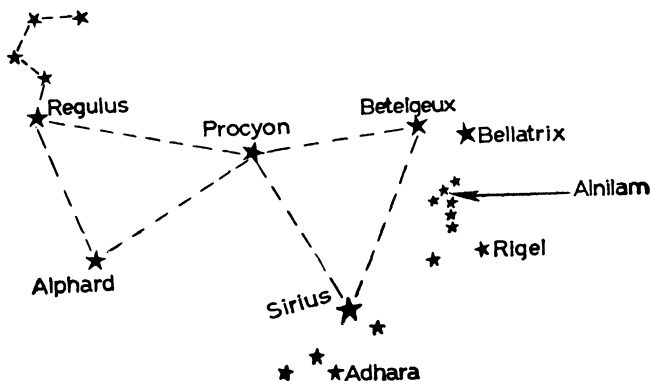 Regulus
Procyon
Betelgeux
Bellatrix
Alnilam
Rigel
Alphard
Sirius
Adhara